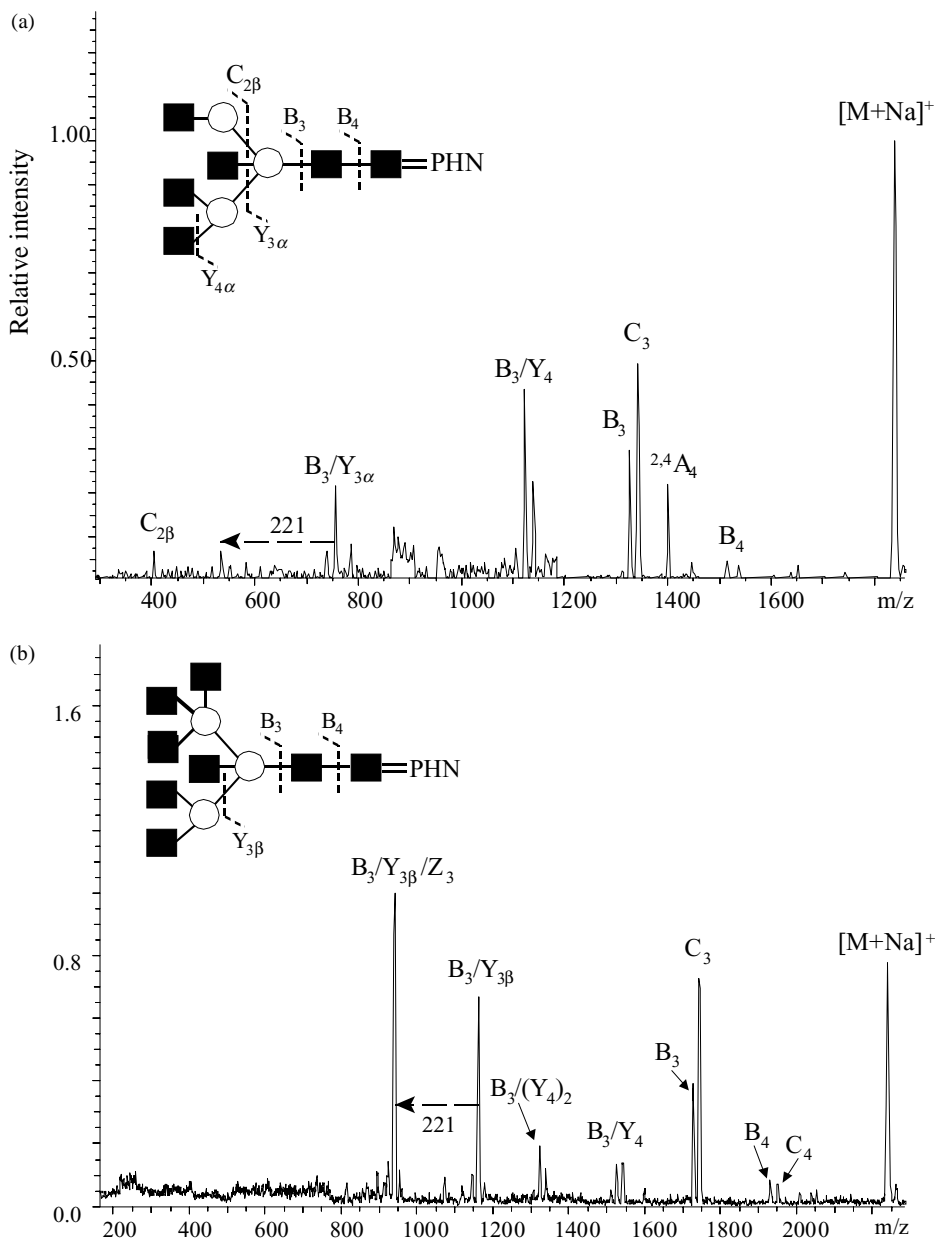 (a)
Relative intensity
1.00
0.50
C2β
B3
B4
PHN
Y3α
Y4α
[M+Na]+
C3
B3/Y4
B3
2,4A4
B3/Y3α
221
C2β
B4
400 600 800 1000 1200 1400 1600 m/z
(b)
1.6
0.8
0.0
B3
B4
PHN
Y3β
B3/Y3β/Z3
B3/Y3β
C3
[M+Na]+
B3
B3/(Y4)2
221
B3/Y4
B4
C4
200 400 600 800 1000 1200 1400 1600 1800 2000 m/z